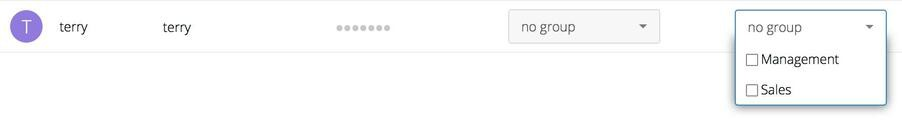 T terry terry no group no group
Management
Sales